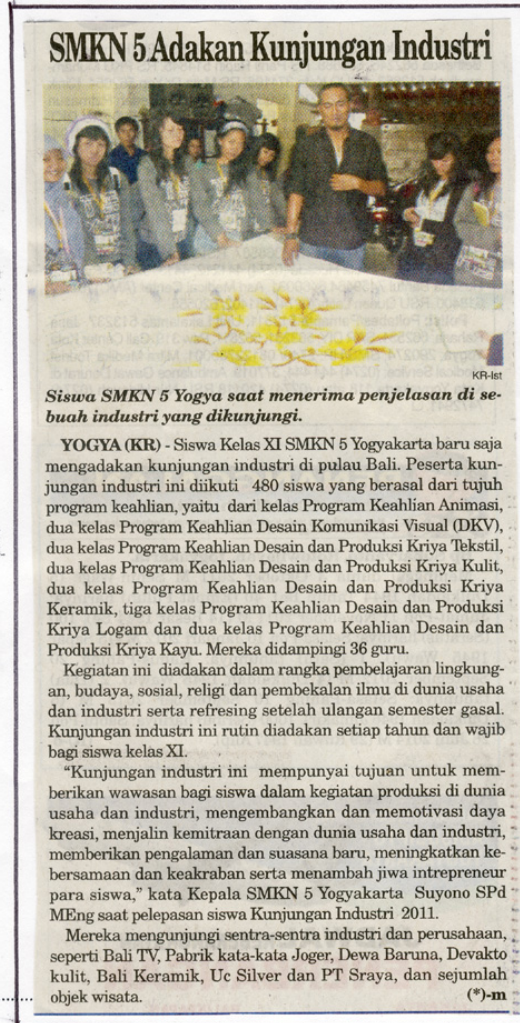 SMKN 5 Adakan Kunjungan Industri
KR-Ist
Siswa SMKN 5 Yogya saat menerima penjelasan di se-
buah industri yang dikunjungi.
YOGYA (KR) - Siswa Kelas XI SMKN 5 Yogyakarta baru saja
mengadakan kunjungan industri di pulau Bali. Peserta kun-
jungan industri ini diikuti 480 siswa yang berasal dari tujuh
program keahlian, yaitu dari kelas Program Keahlian Animasi,
dua kelas Program Keahlian Desain Komunikasi Visual (DKV),
dua kelas Program Keahlian Desain dan Produksi Kriya Tekstil,
dua kelas Program Keahlian Desain dan Produksi Kriya Kulit,
dua kelas Program Keahlian Desain dan Produksi Kriya
Keramik, tiga kelas Program Keahlian Desain dan Produksi
Kriya Logam dan dua kelas Program Keahlian Desain dan
Produksi Kriya Kayu. Mereka didampingi 36 guru.
Kegiatan ini diadakan dalam rangka pembelajaran lingkung-
an, budaya, sosial, religi dan pembekalan ilmu di dunia usaha
dan industri serta refresing setelah ulangan semester gasal.
Kunjungan industri ini rutin diadakan setiap tahun dan wajib
bagi siswa kelas XI.
"Kunjungan industri ini mempunyai tujuan untuk mem-
berikan wawasan bagi siswa dalam kegiatan produksi di dunia
usaha dan industri, mengembangkan dan memotivasi daya
kreasi, menjalin kemitraan dengan dunia usaha dan industri,
memberikan pengalaman dan suasana baru, meningkatkan ke-
bersamaan dan keakraban serta menambah jiwa intrepreneur
para siswa," kata Kepala SMKN 5 Yogyakarta Suyono SPd
MEng saat pelepasan siswa Kunjungan Industri 2011.
Mereka mengunjungi sentra-sentra industri dan perusahaan,
seperti Bali TV, Pabrik kata-kata Joger, Dewa Baruna, Devakto
kulit, Bali Keramik, Uc Silver dan PT Sraya, dan sejumlah
objek wisata. (*)-m